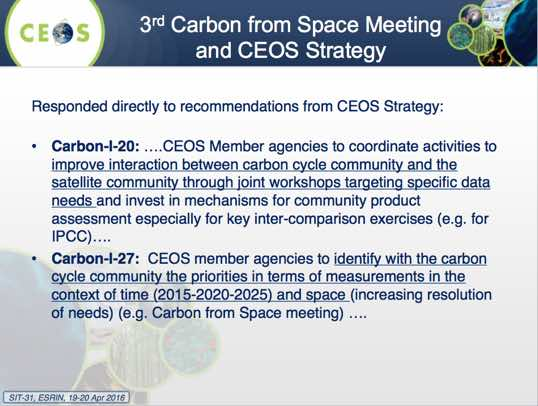 CEOS
3rd Carbon from Space Meeting
and CEOS Strategy
Responded directly to recommendations from CEOS Strategy:
• Carbon-I-20: ….CEOS Member agencies to coordinate activities to
improve interaction between carbon cycle community and the
satellite community through joint workshops targeting specific data
needs and invest in mechanisms for community product
assessment especially for key inter-comparison exercises (e.g. for
IPCC)….
• Carbon-I-27: CEOS member agencies to identify with the carbon
cycle community the priorities in terms of measurements in the
context of time (2015-2020-2025) and space (increasing resolution
of needs) (e.g. Carbon from Space meeting) ….
SIT-31, ESRIN, 19-20 Apr 2016